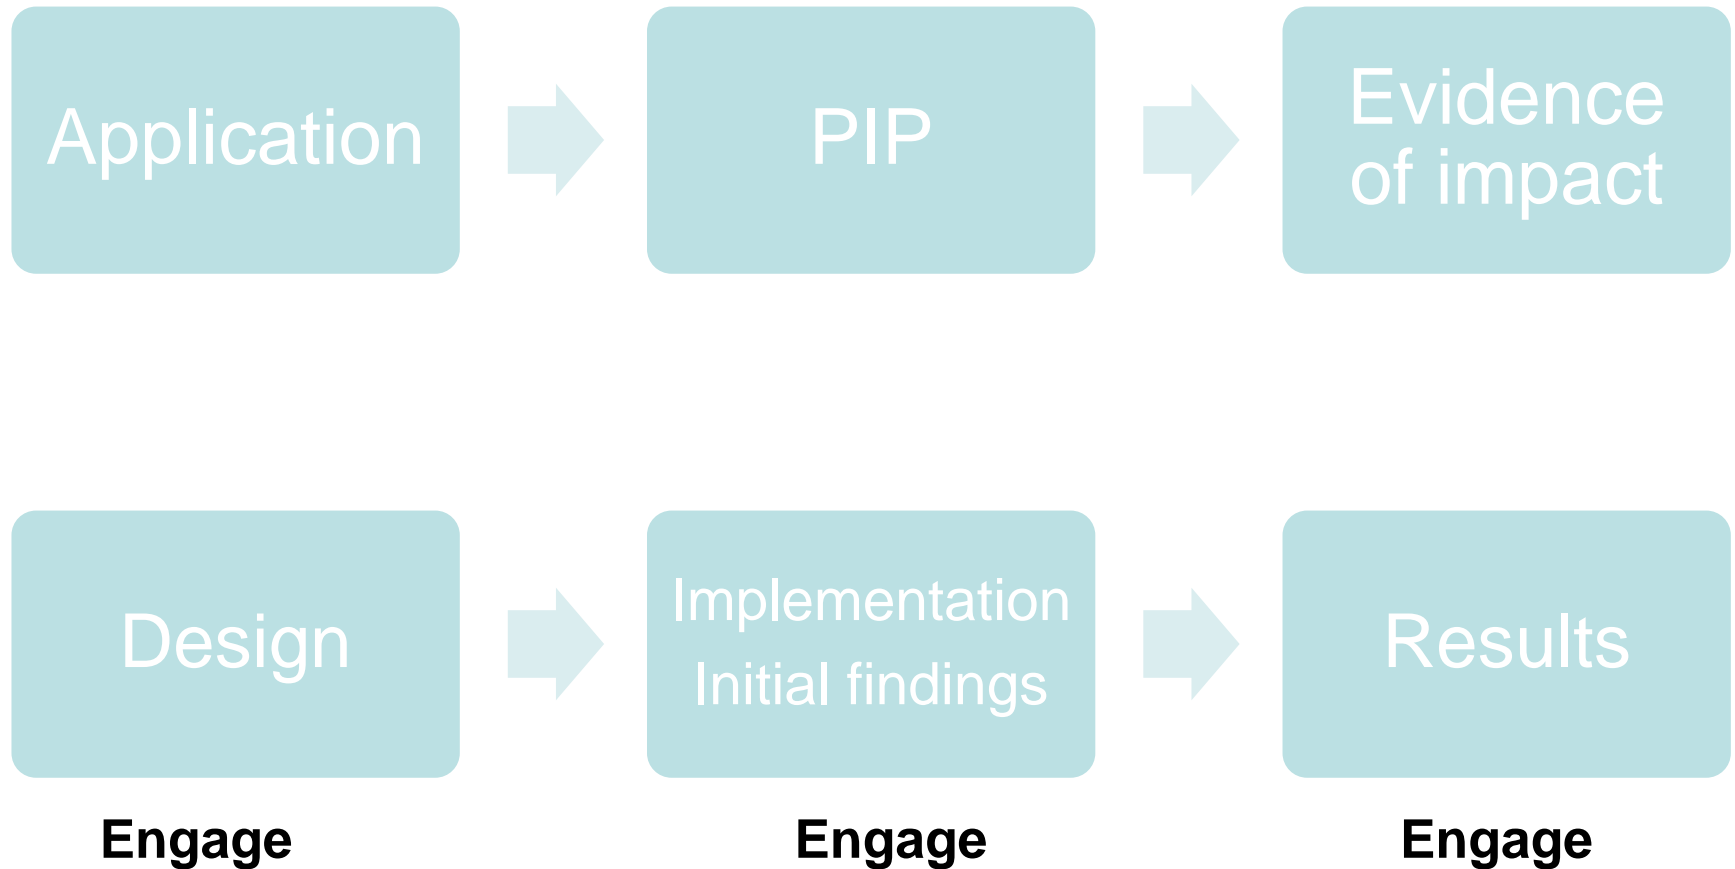 Application
PIP
Evidence
of impact
Design
Implementation
Initial findings
Results
Engage
Engage
Engage